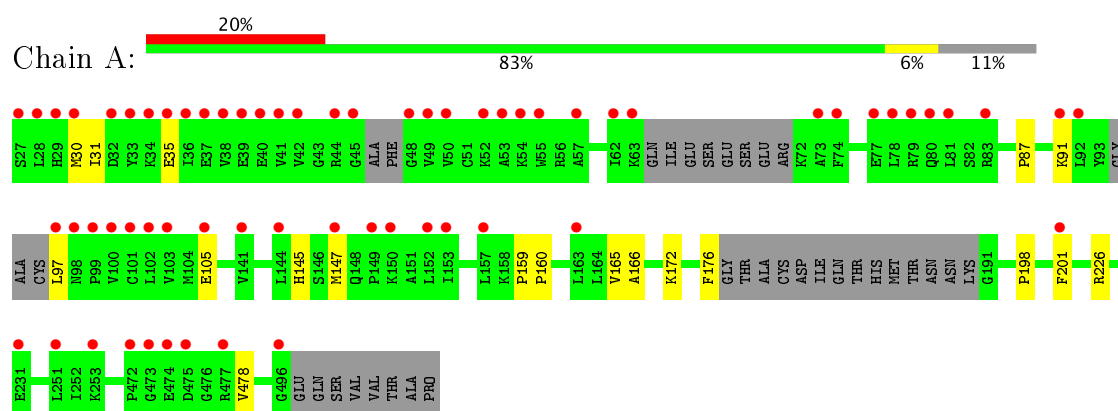 20%
Chain A:
83% 6% 11%
S27 L28 H29 M30 I31 D32 Y33 K34 E35 I36 E37 V38 E39 E40 V41 V42 G43 R44 G45 ALA PHE G48 V49 V50 C51 K52 A53 K54 W55 R56 A57 I62 K63 GLN ILE GLU SER GLU SER GLU ARG K72 A73 F74 E77 L78 R79 Q80 L81 S82 R83 P87 K91 L92 Y93 GLY
ALA CYS L97 N98 P99 V100 C101 L102 V103 M104 E105 V141 L144 H145 S146 M147 Q148 P149 K150 A151 L152 I153 L157 K158 P159 P160 L163 L164 V165 A166 K172 F176 GLY THR ALA CYS ASP ILE GLN THR HIS MET THR ASN ASN LYS G191 P198 F201 R226
E231 L251 I252 K253 P472 G473 E474 D475 G476 R477 V478 G496 GLU GLN SER VAL VAL THR ALA PRO